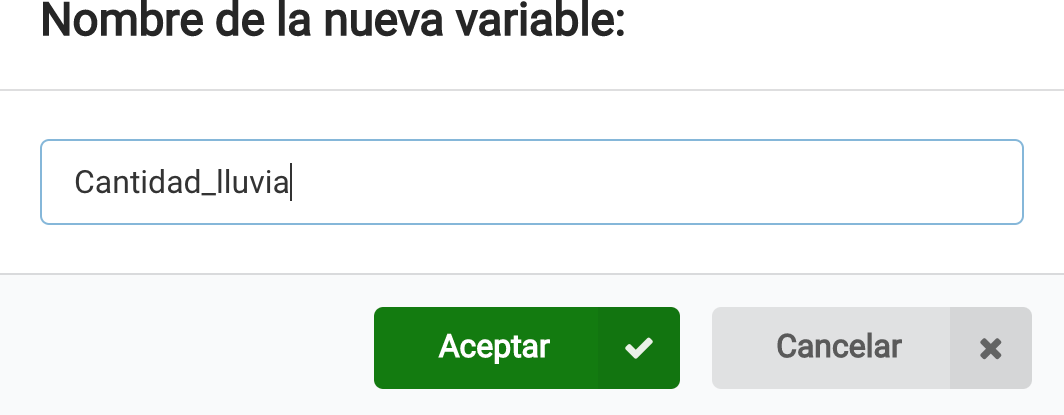 Nombre de la nueva variable:
Cantidad_lluvia
Aceptar
Cancelar